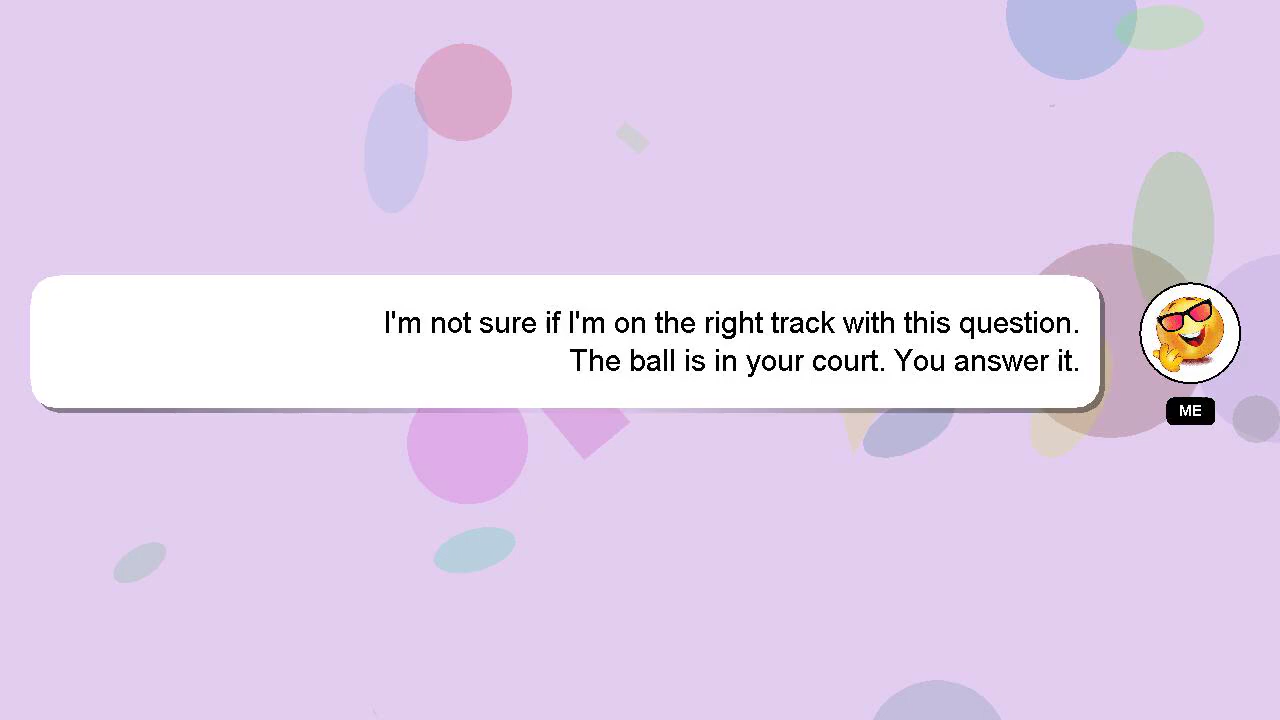 I'm not sure if I'm on the right track with this question.
The ball is in your court. You answer it.
ME